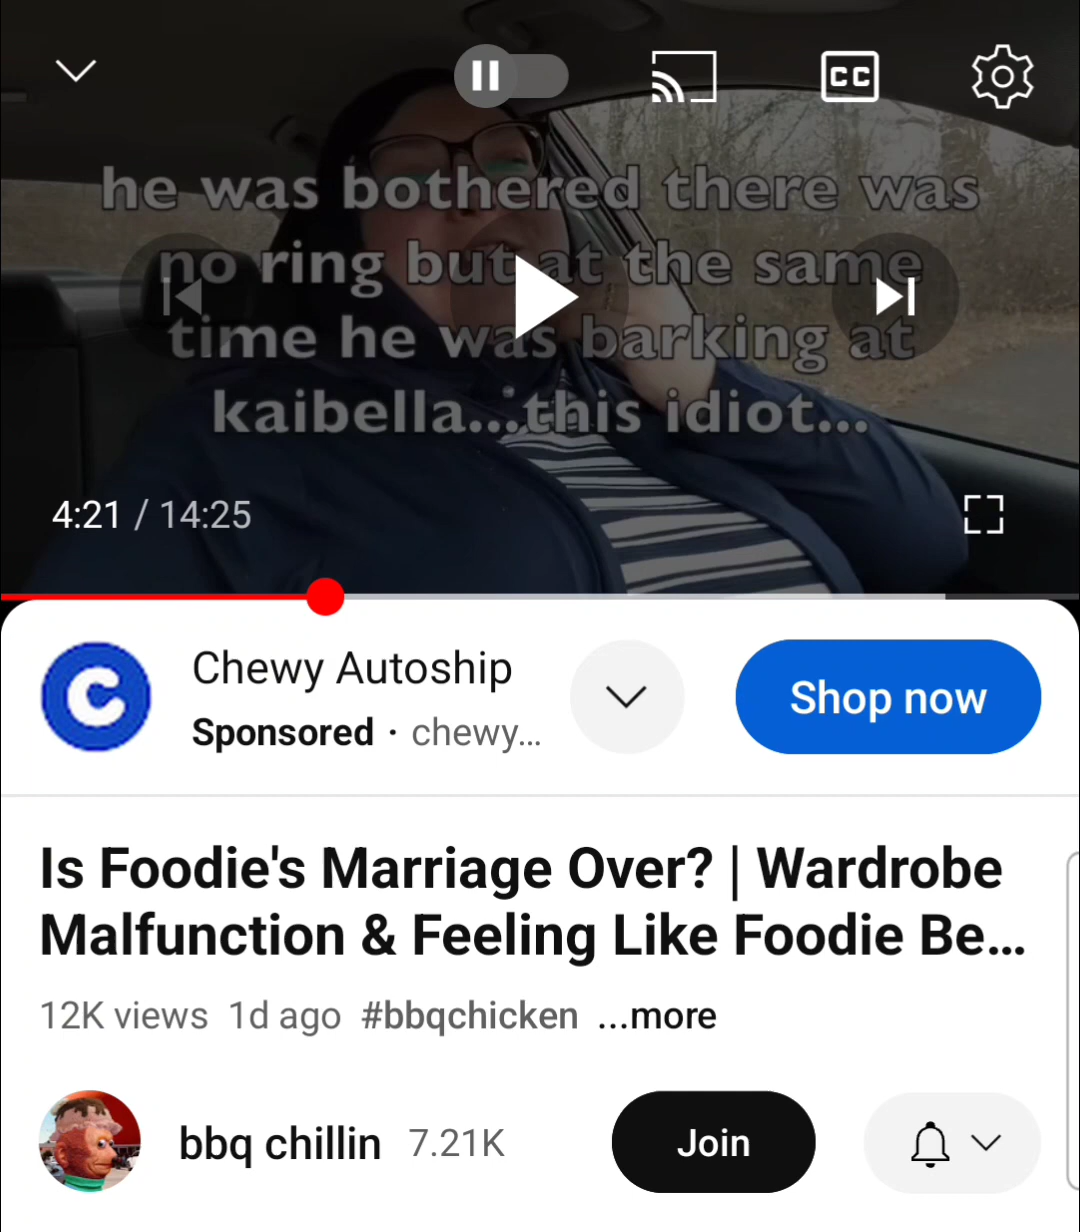 CC
he was bothered there was
no ring but at the same
time he was barking at
kaibella...this idiot...
4:21 / 14:25
Chewy Autoship
Sponsored · chewy...
Shop now
Is Foodie's Marriage Over? | Wardrobe
Malfunction & Feeling Like Foodie Be...
12K views 1d ago #bbqchicken ...more
bbq chillin 7.21K
Join